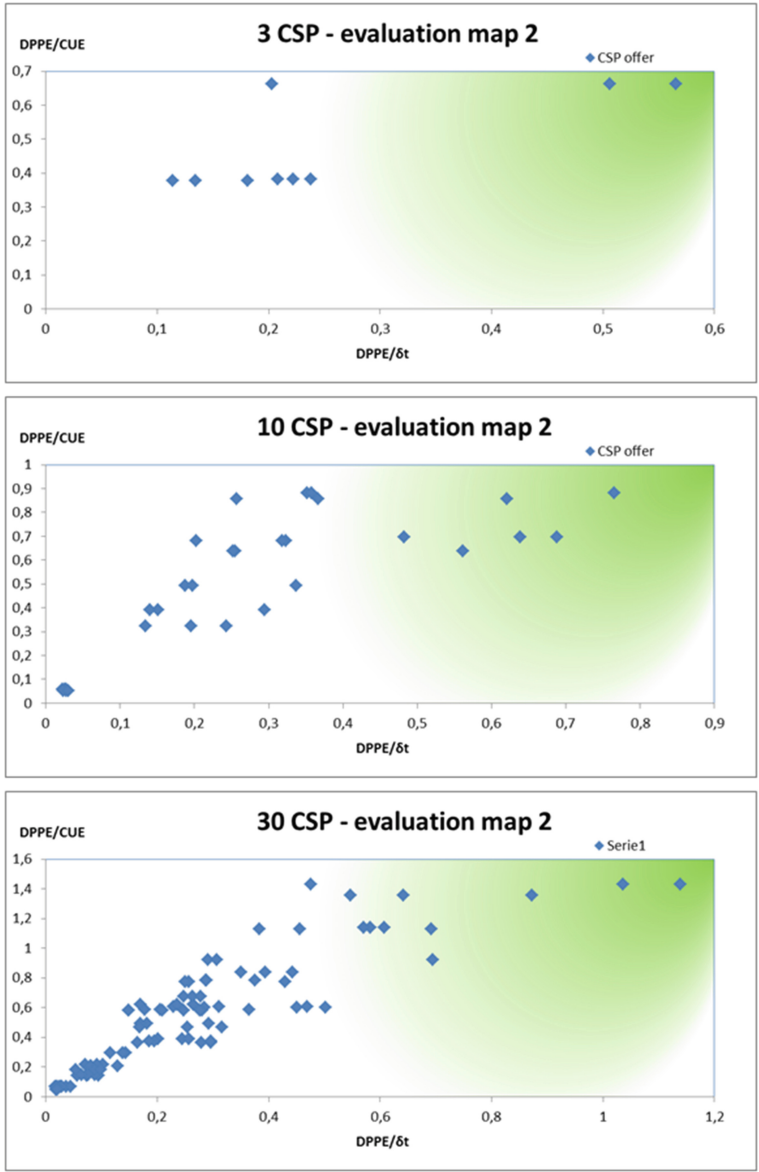 3 CSP - evaluation map 2
DPPE/CUE
CSP offer
0,7
0,6
0,5
0,4
0,3
0,2
0,1
0
0 0,1 0,2 0,3 0,4 0,5 0,6
DPPE/δt
10 CSP - evaluation map 2
DPPE/CUE
CSP offer
1
0,9
0,8
0,7
0,6
0,5
0,4
0,3
0,2
0,1
0
0 0,1 0,2 0,3 0,4 0,5 0,6 0,7 0,8 0,9
DPPE/δt
30 CSP - evaluation map 2
DPPE/CUE
Serie1
1,6
1,4
1,2
1
0,8
0,6
0,4
0,2
0
0 0,2 0,4 0,6 0,8 1 1,2
DPPE/δt